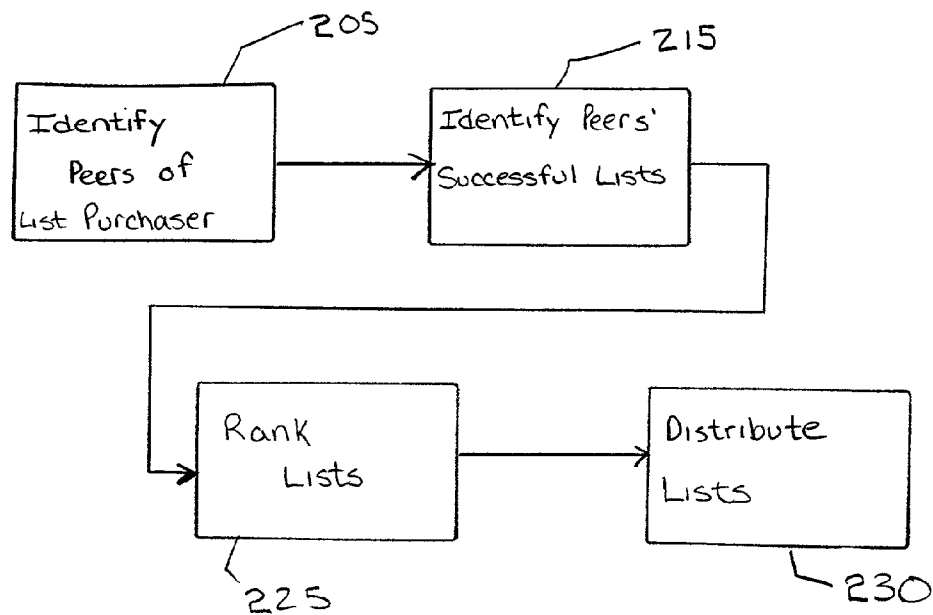 205
Identify
Peers of
List Purchaser
215
Identify Peers'
Successful Lists
Rank
Lists
225
Distribute
Lists
230